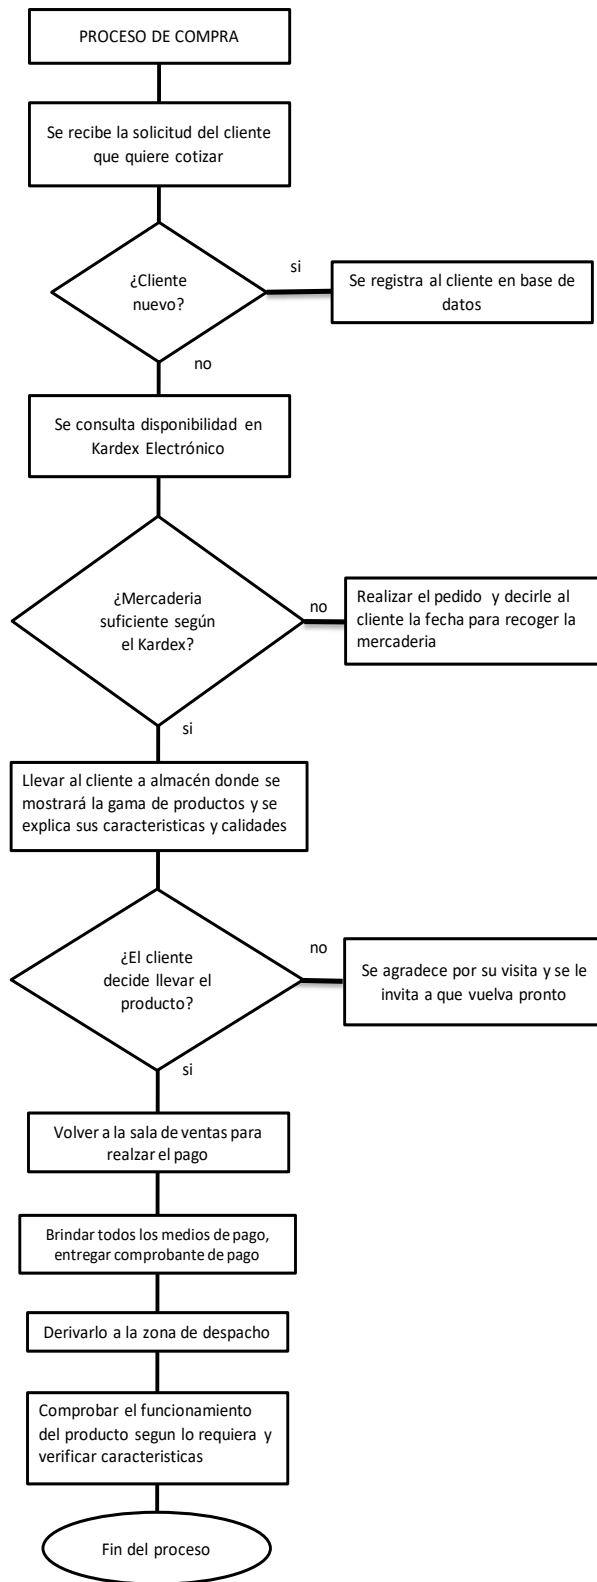 PROCESO DE COMPRA
Se recibe la solicitud del cliente
que quiere cotizar
¿Cliente
nuevo?
si
Se registra al cliente en base de
datos
no
Se consulta disponibilidad en
Kardex Electrónico
¿Mercaderia
suficiente según
el Kardex?
no
Realizar el pedido y decirle al
cliente la fecha para recoger la
mercaderia
si
Llevar al cliente a almacén donde se
mostrará la gama de productos y se
explica sus caracteristicas y calidades
¿El cliente
decide llevar el
producto?
no
Se agradece por su visita y se le
invita a que vuelva pronto
si
Volver a la sala de ventas para
realzar el pago
Brindar todos los medios de pago,
entregar comprobante de pago
Derivarlo a la zona de despacho
Comprobar el funcionamiento
del producto segun lo requiera y
verificar caracteristicas
Fin del proceso